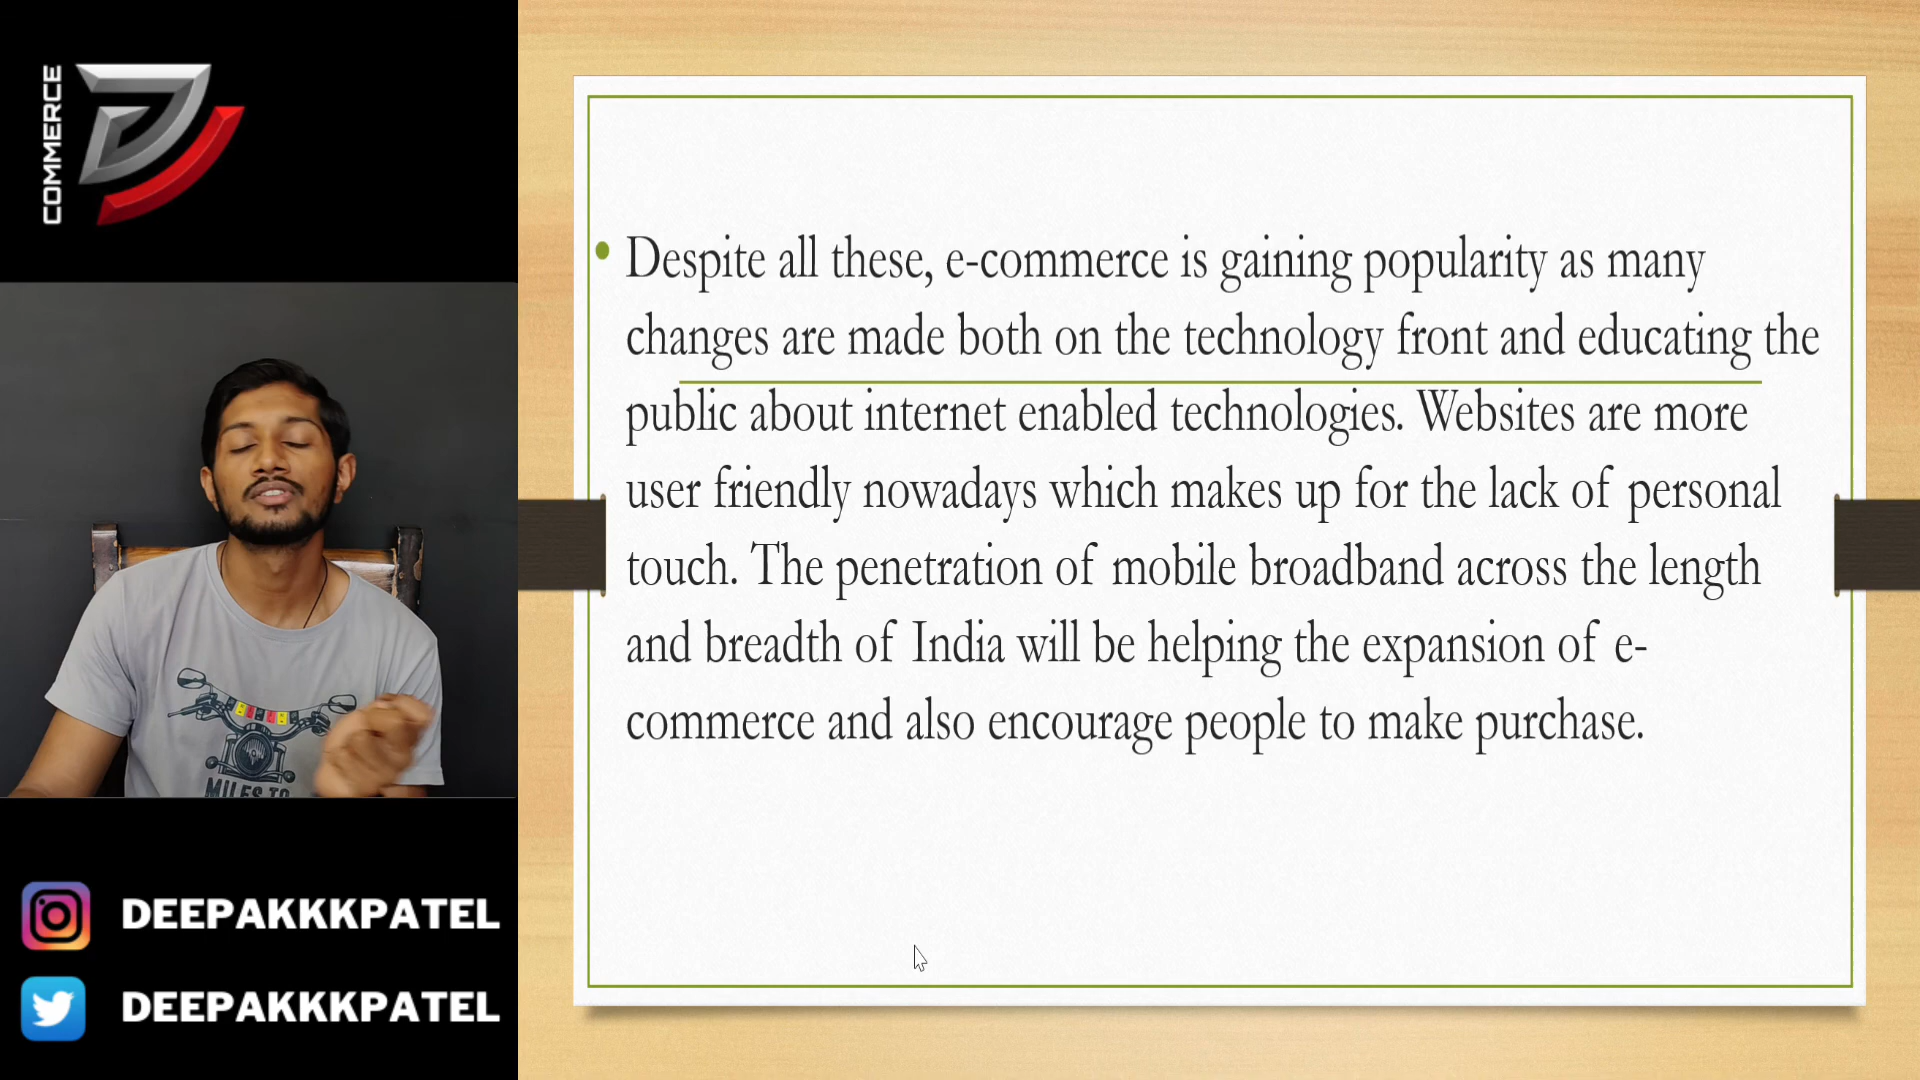 COMMERCE
MILES TO
DEEPAKKKPATEL
DEEPAKKKPATEL
• Despite all these, e-commerce is gaining popularity as many
changes are made both on the technology front and educating the
public about internet enabled technologies. Websites are more
user friendly nowadays which makes up for the lack of personal
touch. The penetration of mobile broadband across the length
and breadth of India will be helping the expansion of e-
commerce and also encourage people to make purchase.